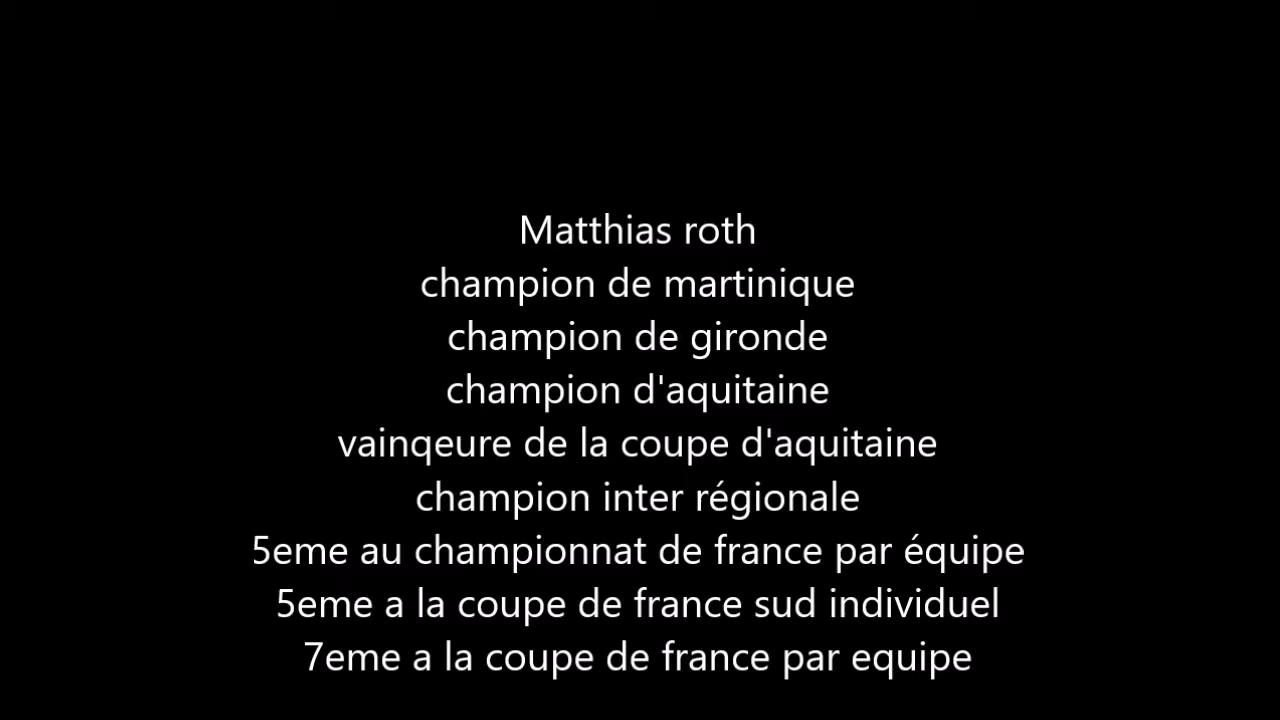 Matthias roth
champion de martinique
champion de gironde
champion d'aquitaine
vainqeure de la coupe d'aquitaine
champion inter régionale
5eme au championnat de france par équipe
5eme a la coupe de france sud individuel
7eme a la coupe de france par equipe